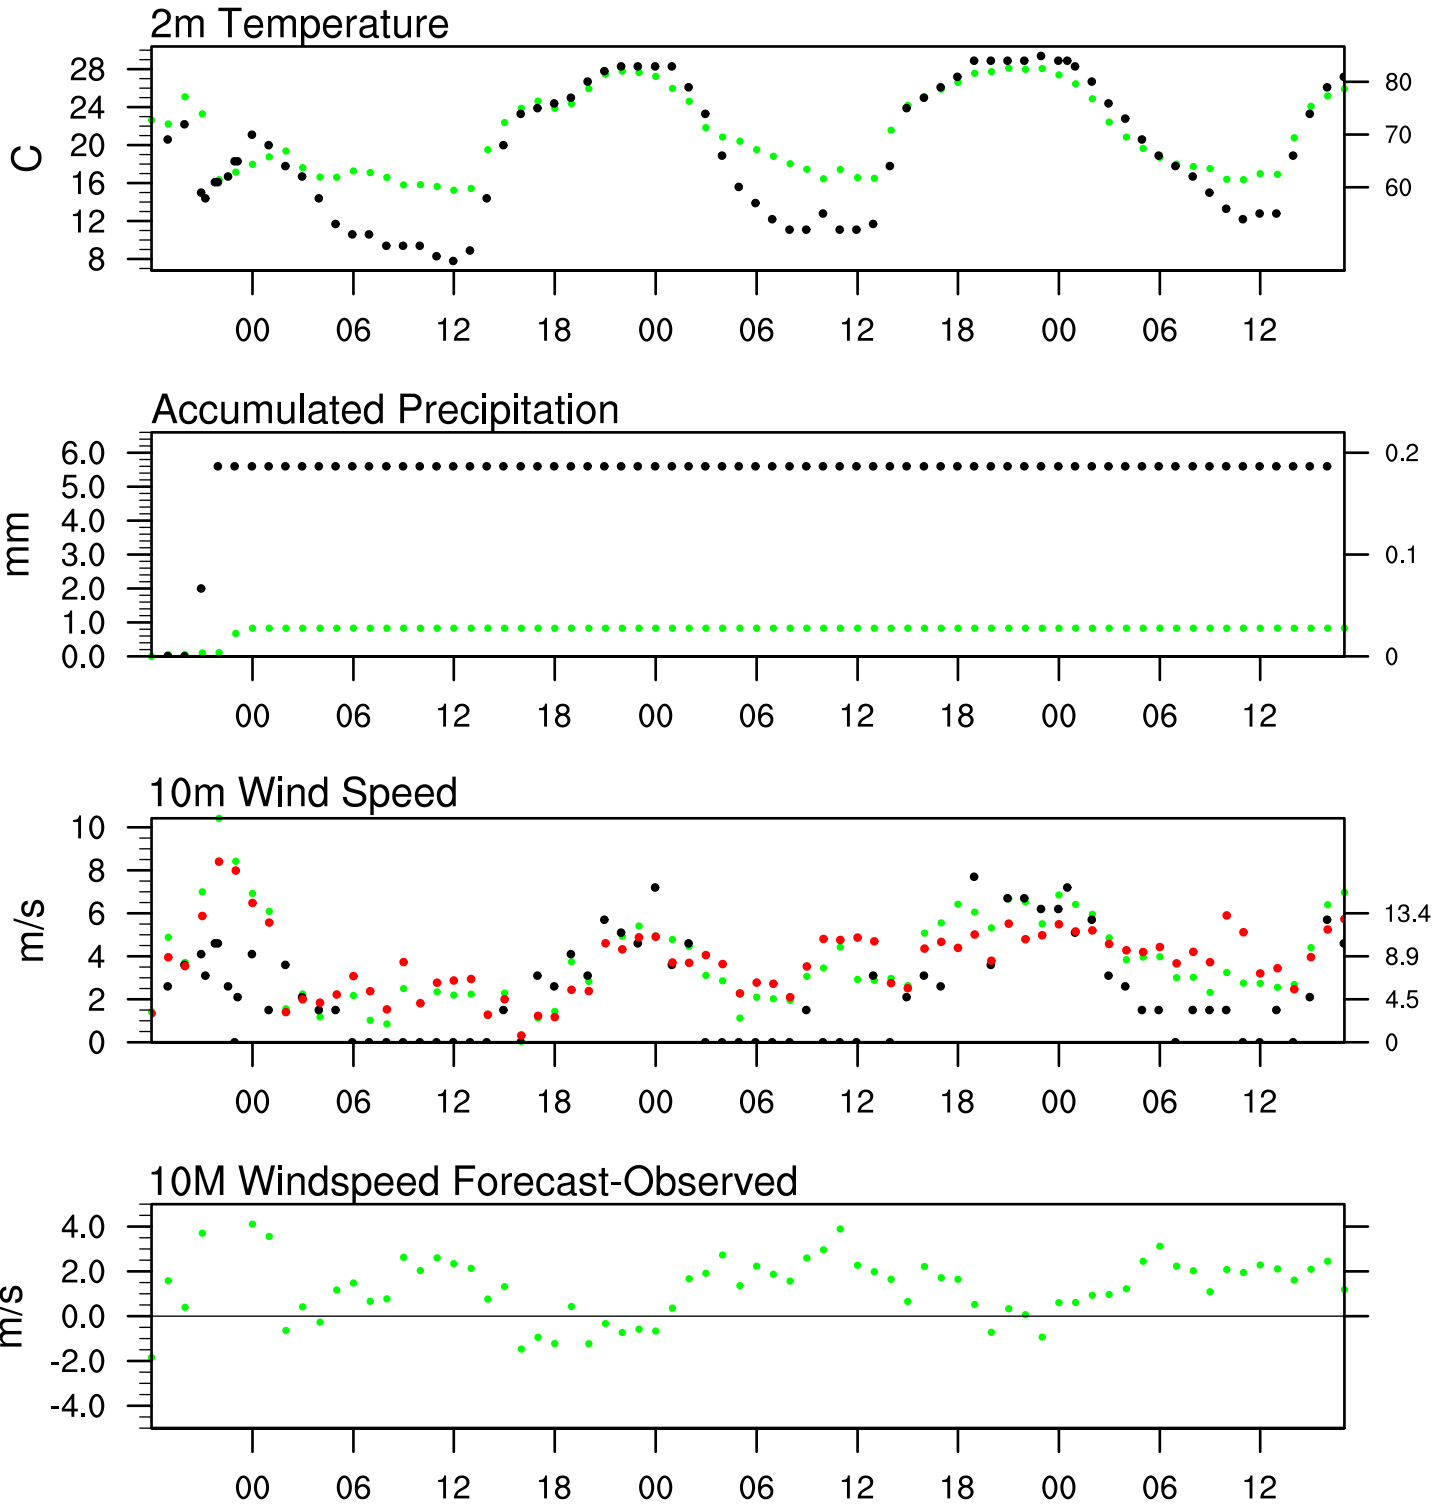 2m Temperature
28
24
20
16
12
8
C
80
70
60
00 06 12 18 00 06 12 18 00 06 12
Accumulated Precipitation
6.0
5.0
4.0
3.0
2.0
1.0
0.0
mm
0.2
0.1
0
00 06 12 18 00 06 12 18 00 06 12
10m Wind Speed
10
8
6
4
2
0
m/s
13.4
8.9
4.5
0
00 06 12 18 00 06 12 18 00 06 12
10M Windspeed Forecast-Observed
4.0
2.0
0.0
-2.0
-4.0
m/s
00 06 12 18 00 06 12 18 00 06 12